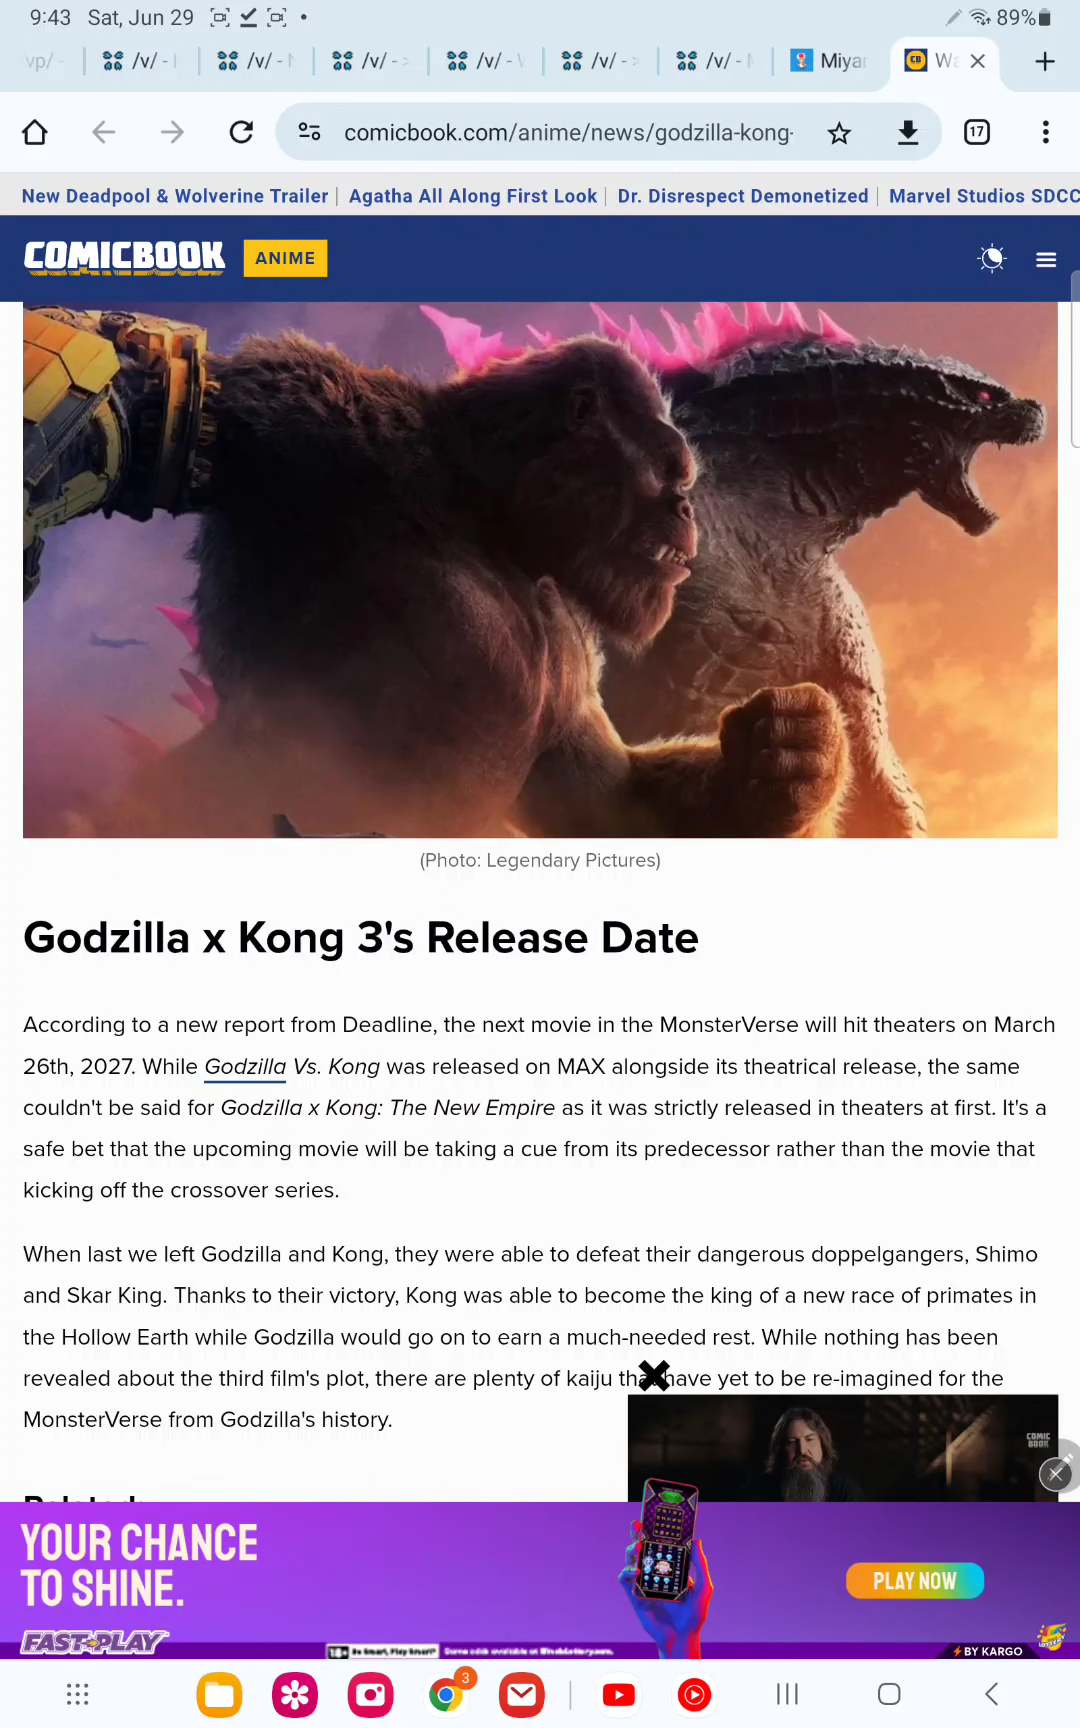 9:43 Sat, Jun 29
89%
/vp/ -
/v/ -
/v/ -
/v/ - >
/v/ -
/v/ - >
/v/ -
Miya
CB
Wa
comicbook.com/anime/news/godzilla-kong-
17
New Deadpool & Wolverine Trailer | Agatha All Along First Look | Dr. Disrespect Demonetized | Marvel Studios SDCC
COMICBOOK ANIME
(Photo: Legendary Pictures)
Godzilla x Kong 3's Release Date
According to a new report from Deadline, the next movie in the MonsterVerse will hit theaters on March
26th, 2027. While Godzilla Vs. Kong was released on MAX alongside its theatrical release, the same
couldn't be said for Godzilla x Kong: The New Empire as it was strictly released in theaters at first. It's a
safe bet that the upcoming movie will be taking a cue from its predecessor rather than the movie that
kicking off the crossover series.
When last we left Godzilla and Kong, they were able to defeat their dangerous doppelgangers, Shimo
and Skar King. Thanks to their victory, Kong was able to become the king of a new race of primates in
the Hollow Earth while Godzilla would go on to earn a much-needed rest. While nothing has been
revealed about the third film's plot, there are plenty of kaiju that have yet to be re-imagined for the
MonsterVerse from Godzilla's history.
COMIC
BOOK
YOUR CHANCE
TO SHINE.
PLAY NOW
FAST PLAY
BY KARGO
3